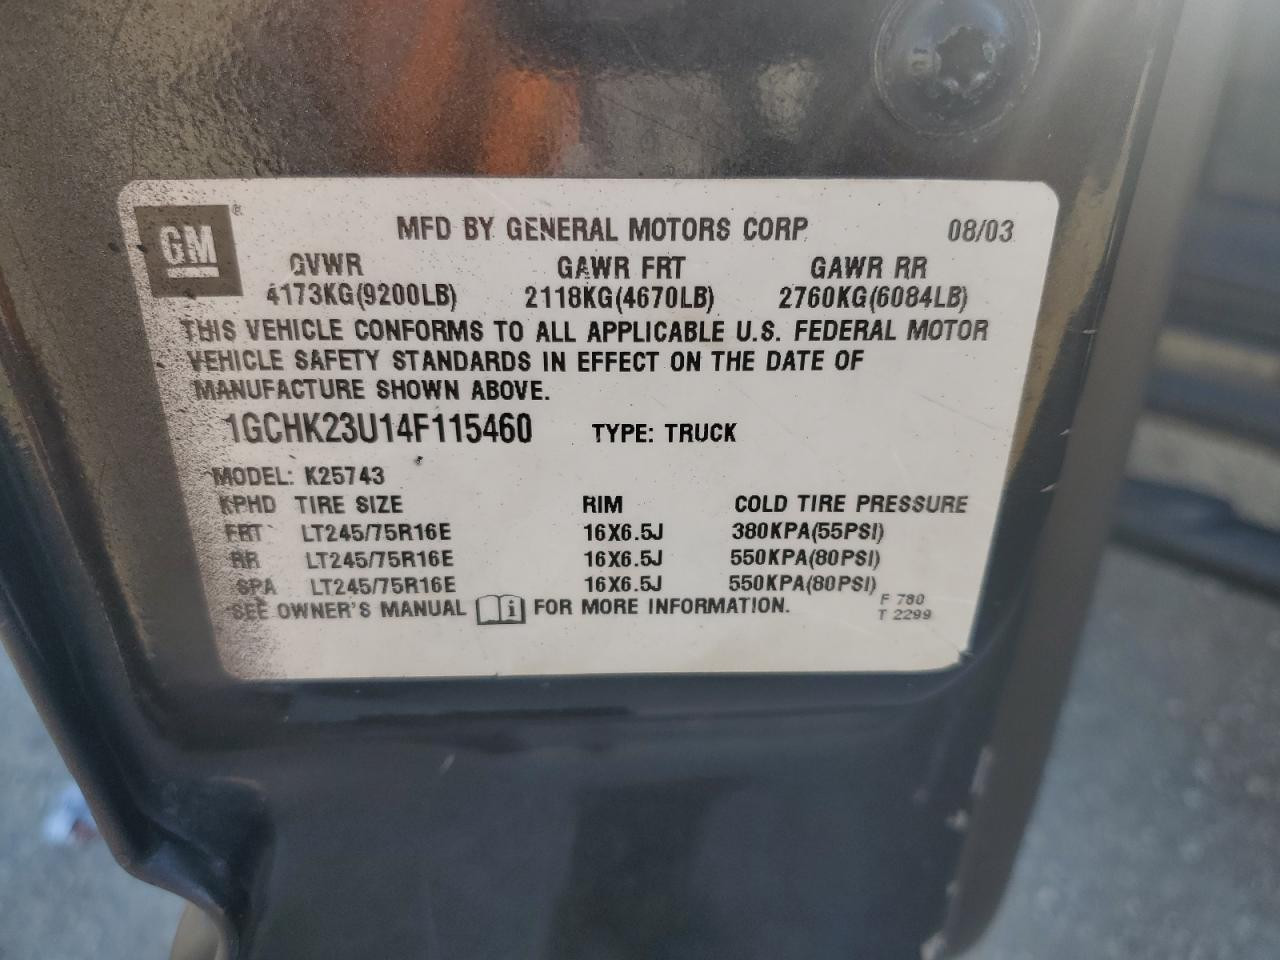 GM® MFD BY GENERAL MOTORS CORP 08/03
GVWR GAWR FRT GAWR RR
4173KG(9200LB) 2118KG(4670LB) 2760KG(6084LB)
THIS VEHICLE CONFORMS TO ALL APPLICABLE U.S. FEDERAL MOTOR
VEHICLE SAFETY STANDARDS IN EFFECT ON THE DATE OF
MANUFACTURE SHOWN ABOVE.
1GCHK23U14F115460 TYPE: TRUCK
MODEL: K25743
KPHD TIRE SIZE RIM COLD TIRE PRESSURE
FRT LT245/75R16E 16X6.5J 380KPA(55PSI)
RR LT245/75R16E 16X6.5J 550KPA(80PSI)
SPA LT245/75R16E 16X6.5J 550KPA(80PSI)
SEE OWNER'S MANUAL i FOR MORE INFORMATION. F 780
T 2299